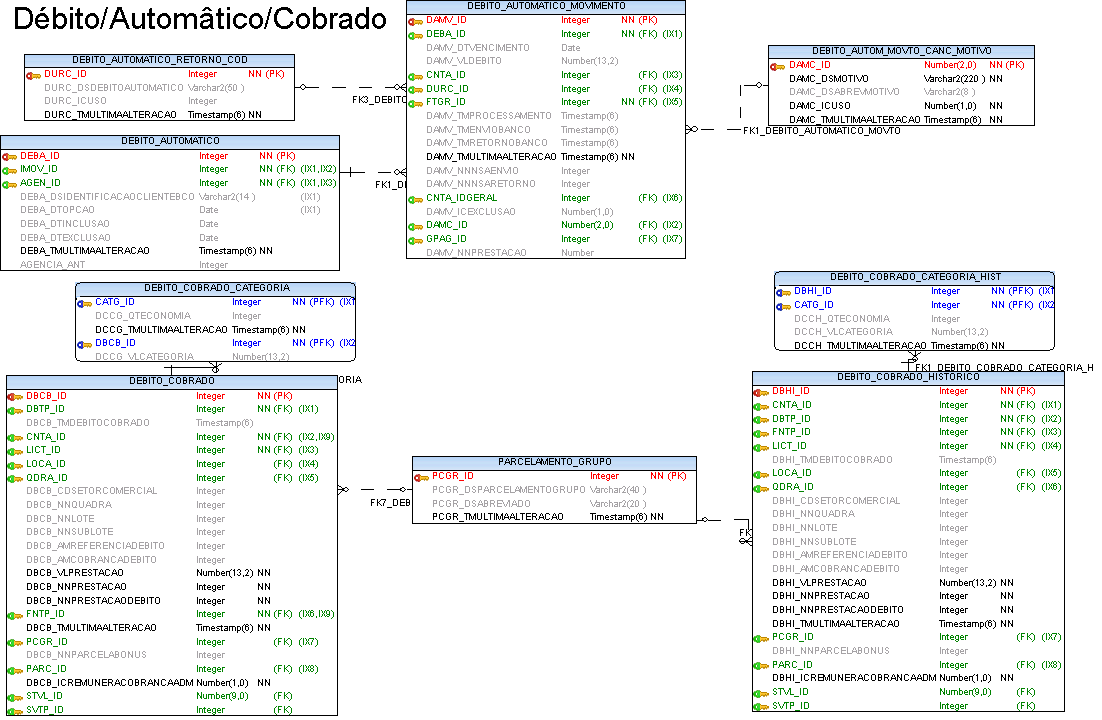 Débito/Automâtico/Cobrado
DEBITO_AUTOMATICO_RETORNO_COD
DURC_ID Integer NN (PK)
DURC_DSDEBITOAUTOMATICO Varchar2(50 )
DURC_ICUSO Integer
DURC_TMULTIMAALTERACAO Timestamp(6) NN
FK3_DEBITO
DEBITO_AUTOMATICO
DEBA_ID Integer NN (PK)
IMOV_ID Integer NN (FK) (IX1,IX2)
AGEN_ID Integer NN (FK) (IX1,IX3)
DEBA_DSIDENTIFICACAOCLIENTEBCO Varchar2(14 ) (IX1)
DEBA_DTOPCAO Date (IX1)
DEBA_DTINCLUSAO Date
DEBA_DTEXCLUSAO Date
DEBA_TMULTIMAALTERACAO Timestamp(6) NN
AGENCIA_ANT Integer
FK1_DE
DEBITO_AUTOMATICO_MOVIMENTO
DAMV_ID Integer NN (PK)
DEBA_ID Integer NN (FK) (IX1)
DAMV_DTVENCIMENTO Date
DAMV_VLDEBITO Number(13,2)
CNTA_ID Integer (FK) (IX3)
DURC_ID Integer (FK) (IX4)
FTGR_ID Integer NN (FK) (IX5)
DAMV_TMPROCESSAMENTO Timestamp(6)
DAMV_TMENVIOBANCO Timestamp(6)
DAMV_TMRETORNOBANCO Timestamp(6)
DAMV_TMULTIMAALTERACAO Timestamp(6) NN
DAMV_NNNSAENVIO Integer
DAMV_NNNSARETORNO Integer
CNTA_IDGERAL Integer (FK) (IX6)
DAMV_ICEXCLUSAO Number(1,0)
DAMC_ID Number(2,0) (FK) (IX2)
GPAG_ID Integer (FK) (IX7)
DAMV_NNPRESTACAO Number
DEBITO_AUTOM_MOVTO_CANC_MOTIVO
DAMC_ID Number(2,0) NN (PK)
DAMC_DSMOTIVO Varchar2(220 ) NN
DAMC_DSABREVMOTIVO Varchar2(8 )
DAMC_ICUSO Number(1,0) NN
DAMC_TMULTIMAALTERACAO Timestamp(6) NN
FK1_DEBITO_AUTOMATICO_MOVTO
DEBITO_COBRADO_CATEGORIA
CATG_ID Integer NN (PFK) (IX1
DCCG_QTECONOMIA Integer
DCCG_TMULTIMAALTERACAO Timestamp(6) NN
DBCB_ID Integer NN (PFK) (IX2
DCCG_VLCATEGORIA Number(13,2)
ORIA
DEBITO_COBRADO
DBCB_ID Integer NN (PK)
DBTP_ID Integer NN (FK) (IX1)
DBCB_TMDEBITOCOBRADO Timestamp(6)
CNTA_ID Integer NN (FK) (IX2,IX9)
LICT_ID Integer NN (FK) (IX3)
LOCA_ID Integer (FK) (IX4)
QDRA_ID Integer (FK) (IX5)
DBCB_CDSETORCOMERCIAL Integer
DBCB_NNQUADRA Integer
DBCB_NNLOTE Integer
DBCB_NNSUBLOTE Integer
DBCB_AMREFERENCIADEBITO Integer
DBCB_AMCOBRANCADEBITO Integer
DBCB_VLPRESTACAO Number(13,2) NN
DBCB_NNPRESTACAO Integer NN
DBCB_NNPRESTACAODEBITO Integer NN
FNTP_ID Integer NN (FK) (IX6,IX9)
DBCB_TMULTIMAALTERACAO Timestamp(6) NN
PCGR_ID Integer (FK) (IX7)
DBCB_NNPARCELABONUS Integer
PARC_ID Integer (FK) (IX8)
DBCB_ICREMUNERACOBRANCAADM Number(1,0) NN
STVL_ID Number(9,0) (FK)
SVTP_ID Integer (FK)
FK7_DEB
PARCELAMENTO_GRUPO
PCGR_ID Integer NN (PK)
PCGR_DSPARCELAMENTOGRUPO Varchar2(40 )
PCGR_DSABREVIADO Varchar2(20 )
PCGR_TMULTIMAALTERACAO Timestamp(6) NN
FK
DEBITO_COBRADO_CATEGORIA_HIST
DBHI_ID Integer NN (PFK) (IX1
CATG_ID Integer NN (PFK) (IX2
DCCH_QTECONOMIA Integer
DCCH_VLCATEGORIA Number(13,2)
DCCH_TMULTIMAALTERACAO Timestamp(6) NN
FK1_DEBITO_COBRADO_CATEGORIA_H
DEBITO_COBRADO_HISTORICO
DBHI_ID Integer NN (PK)
CNTA_ID Integer NN (FK) (IX1)
DBTP_ID Integer NN (FK) (IX2)
FNTP_ID Integer NN (FK) (IX3)
LICT_ID Integer NN (FK) (IX4)
DBHI_TMDEBITOCOBRADO Timestamp(6)
LOCA_ID Integer (FK) (IX5)
QDRA_ID Integer (FK) (IX6)
DBHI_CDSETORCOMERCIAL Integer
DBHI_NNQUADRA Integer
DBHI_NNLOTE Integer
DBHI_NNSUBLOTE Integer
DBHI_AMREFERENCIADEBITO Integer
DBHI_AMCOBRANCADEBITO Integer
DBHI_VLPRESTACAO Number(13,2) NN
DBHI_NNPRESTACAO Integer NN
DBHI_NNPRESTACAODEBITO Integer NN
DBHI_TMULTIMAALTERACAO Timestamp(6) NN
PCGR_ID Integer (FK) (IX7)
DBHI_NNPARCELABONUS Integer
PARC_ID Integer (FK) (IX8)
DBHI_ICREMUNERACOBRANCAADM Number(1,0) NN
STVL_ID Number(9,0) (FK)
SVTP_ID Integer (FK)